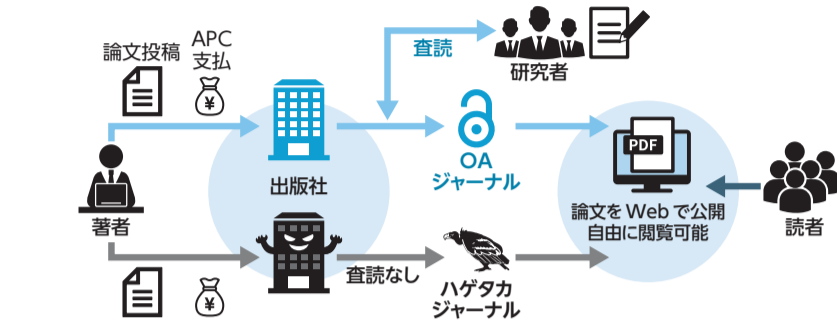 論文投稿
APC
支払
¥
査読
研究者
著者
出版社
OA
ジャーナル
PDF
論文をWebで公開
自由に閲覧可能
読者
¥
査読なし
ハゲタカ
ジャーナル